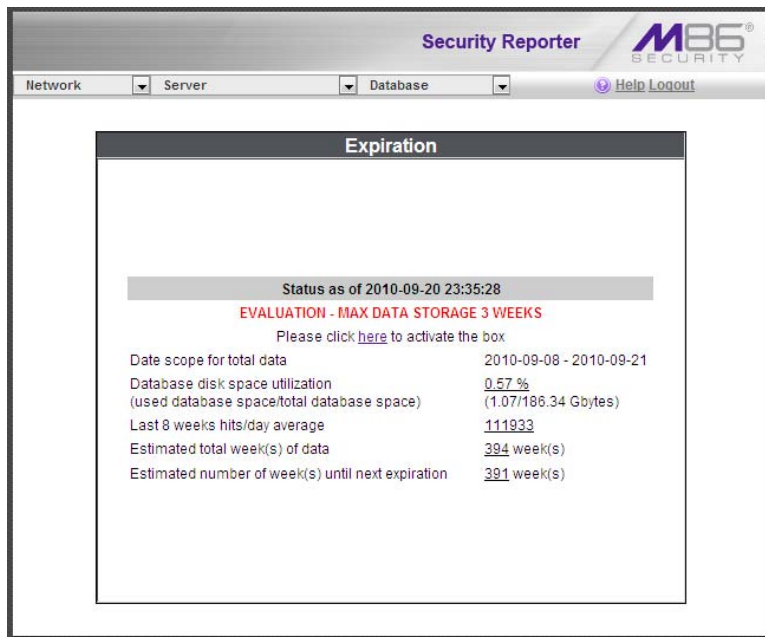 Security Reporter
M86®
SECURITY
Network Server Database Help Logout
Expiration
Status as of 2010-09-20 23:35:28
EVALUATION - MAX DATA STORAGE 3 WEEKS
Please click here to activate the box
Date scope for total data 2010-09-08 - 2010-09-21
Database disk space utilization 0.57 %
(used database space/total database space) (1.07/186.34 Gbytes)
Last 8 weeks hits/day average 111933
Estimated total week(s) of data 394 week(s)
Estimated number of week(s) until next expiration 391 week(s)